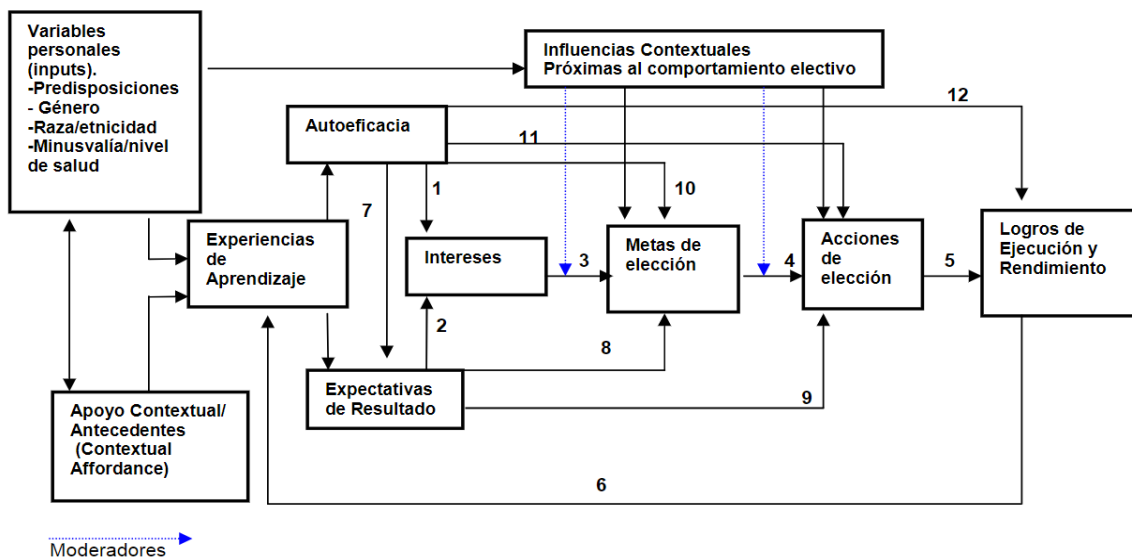 Variables
personales
(inputs).
-Predisposiciones
- Género
-Raza/etnicidad
-Minusvalía/nivel
de salud
Influencias Contextuales
Próximas al comportamiento electivo
12
Autoeficacia
11
1
10
7
Experiencias
de
Aprendizaje
Intereses
3
Metas de
elección
4
Acciones
de
elección
5
Logros de
Ejecución y
Rendimiento
2
8
Expectativas
de Resultado
9
Apoyo Contextual/
Antecedentes
(Contextual
Affordance)
6
Moderadores